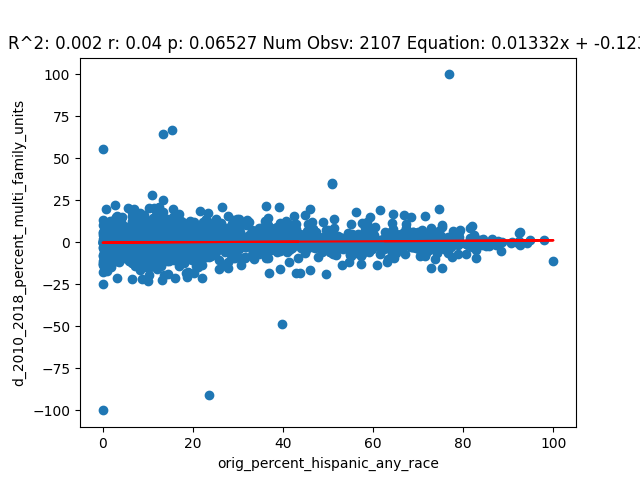 R^2: 0.002 r: 0.04 p: 0.06527 Num Obsv: 2107 Equation: 0.01332x + -0.121
100
75
50
25
0
−25
−50
−75
−100
d_2010_2018_percent_multi_family_units
0 20 40 60 80 100
orig_percent_hispanic_any_race